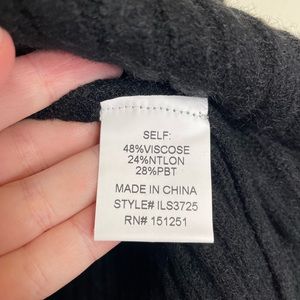 SELF:
48%VISCOSE
24%NTLON
28%PBT
MADE IN CHINA
STYLE# ILS3725
RN# 151251